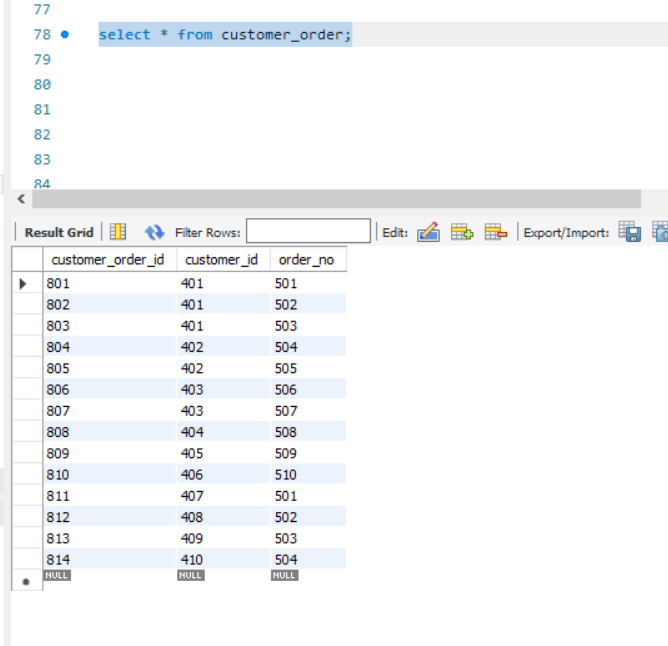 77
78 select * from customer_order;
79
80
81
82
83
84
Result Grid Filter Rows: Edit: Export/Import:
customer_order_id customer_id order_no
801 401 501
802 401 502
803 401 503
804 402 504
805 402 505
806 403 506
807 403 507
808 404 508
809 405 509
810 406 510
811 407 501
812 408 502
813 409 503
814 410 504
NULL NULL NULL